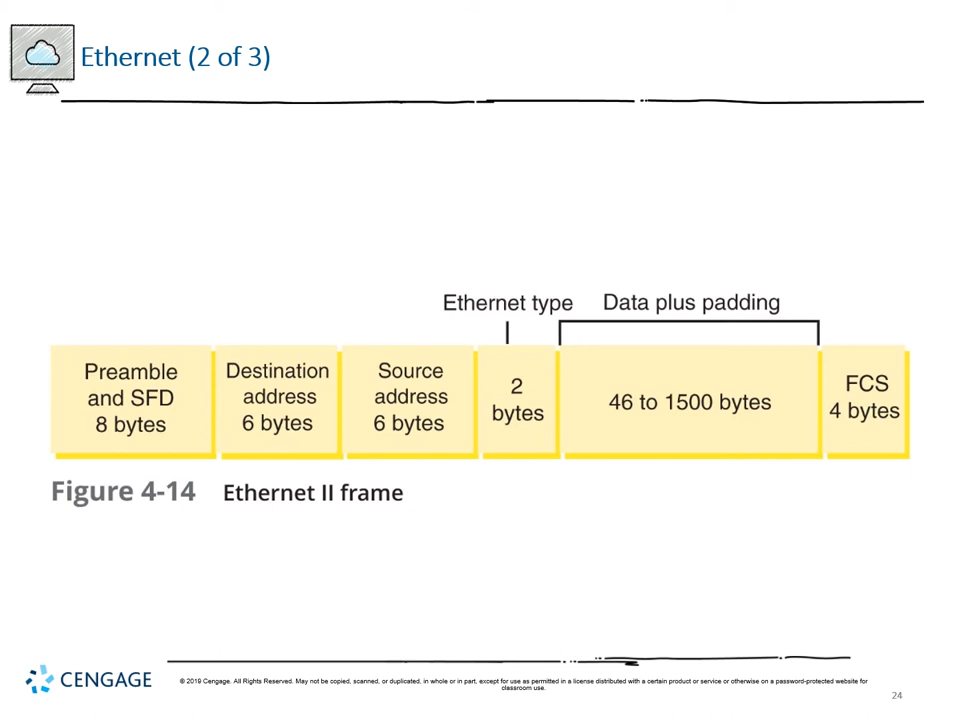 Ethernet (2 of 3)
Ethernet type
Data plus padding
Preamble
and SFD
8 bytes
Destination
address
6 bytes
Source
address
6 bytes
2
bytes
46 to 1500 bytes
FCS
4 bytes
Figure 4-14 Ethernet II frame
CENGAGE
© 2019 Cengage. All Rights Reserved. May not be copied, scanned, or duplicated, in whole or in part, except for use as permitted in a license distributed with a certain product or service or otherwise on a password-protected website for
classroom use.
24